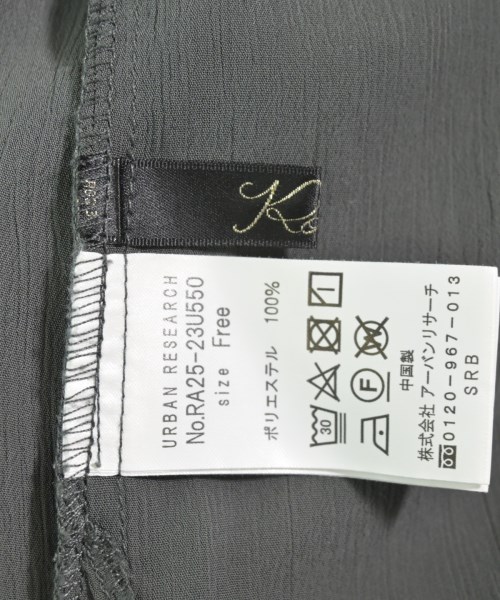 Ko
URBAN RESEARCH
No.RA25-23U550
size Free
ポリエステル 100%
30
F
中国製
株式会社 アーバンリサーチ
0120-967-013
SRB